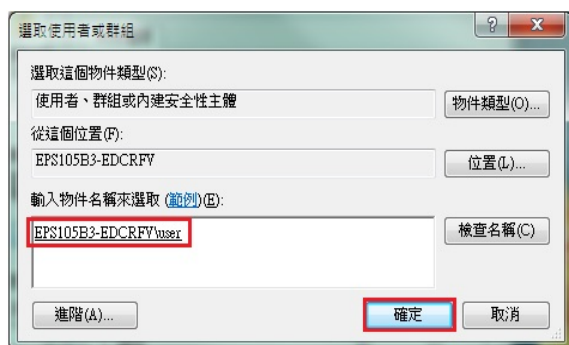 選取使用者或群組
選取這個物件類型(S):
使用者、群組或內建安全性主體
物件類型(O)...
從這個位置(F):
EPS105B3-EDCRFV
位置(L)...
輸入物件名稱來選取 (範例)(E):
EPS105B3-EDCRFV\user
檢查名稱(C)
進階(A)...
確定
取消